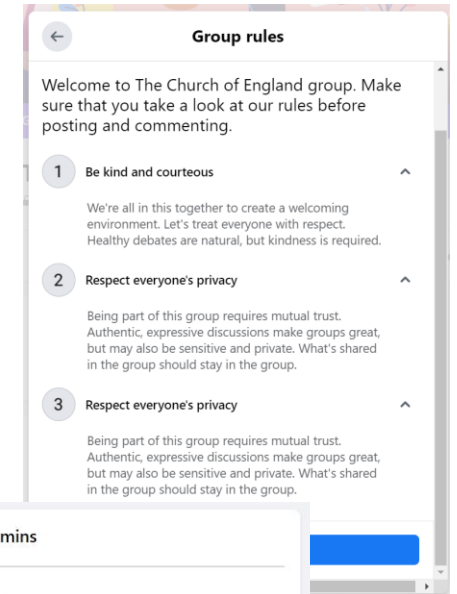 Group rules
Welcome to The Church of England group. Make
sure that you take a look at our rules before
posting and commenting.
1 Be kind and courteous
We're all in this together to create a welcoming
environment. Let's treat everyone with respect.
Healthy debates are natural, but kindness is required.
2 Respect everyone's privacy
Being part of this group requires mutual trust.
Authentic, expressive discussions make groups great,
but may also be sensitive and private. What's shared
in the group should stay in the group.
3 Respect everyone's privacy
Being part of this group requires mutual trust.
Authentic, expressive discussions make groups great,
but may also be sensitive and private. What's shared
in the group should stay in the group.
mins